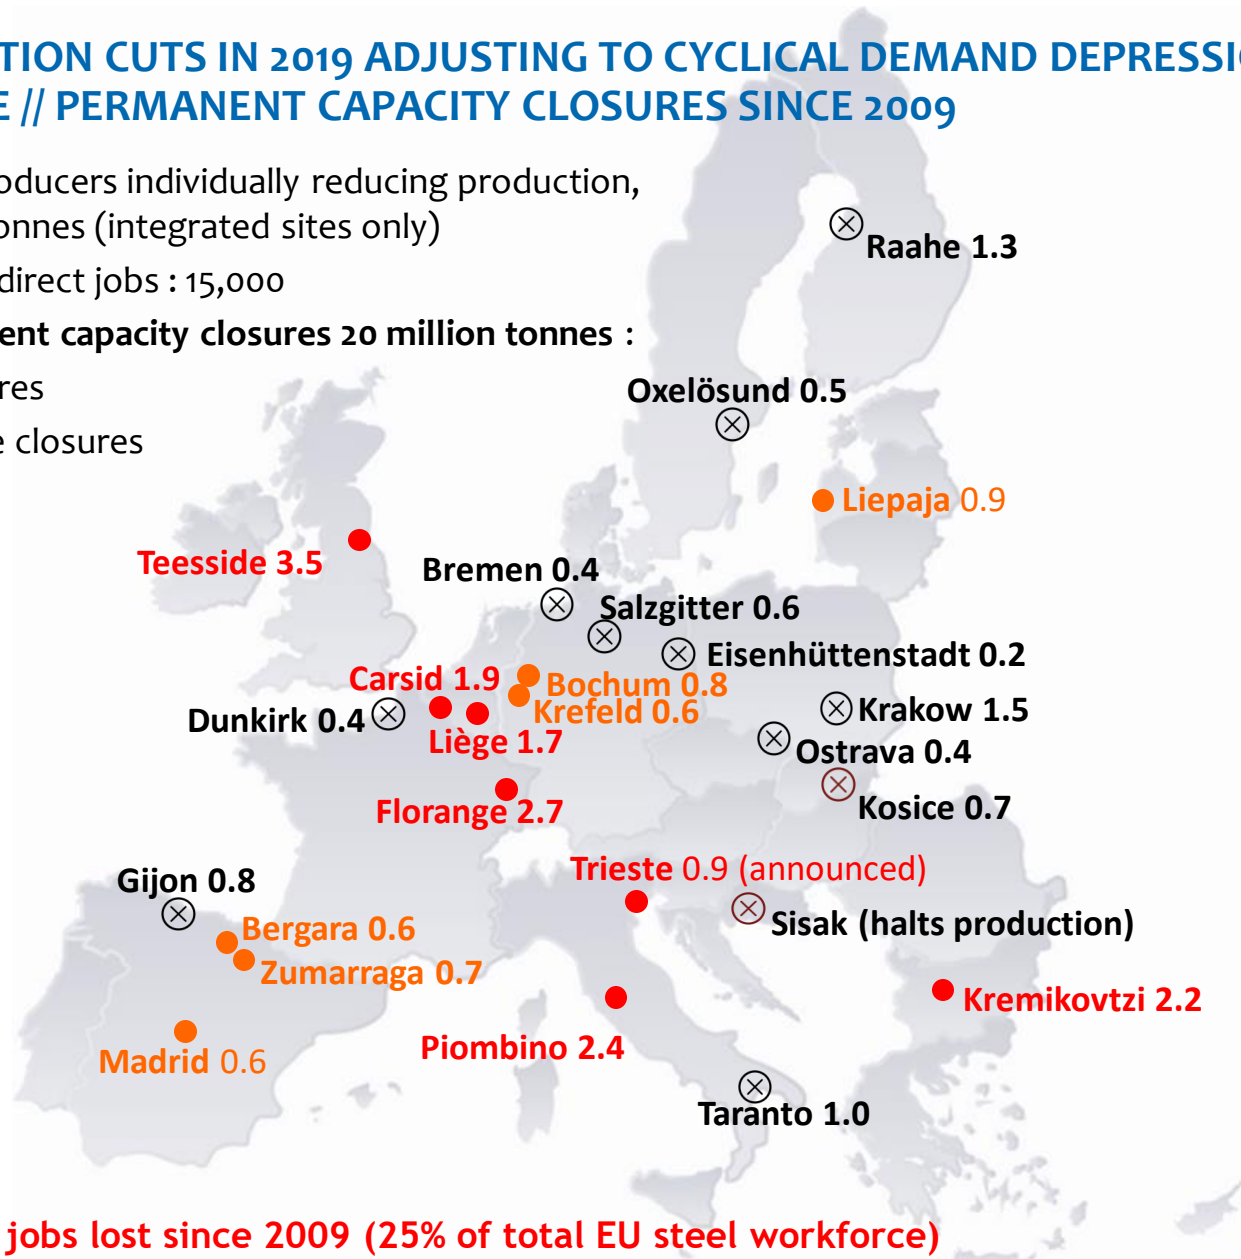 TION CUTS IN 2019 ADJUSTING TO CYCLICAL DEMAND DEPRESSI
E // PERMANENT CAPACITY CLOSURES SINCE 2009
oducers individually reducing production,
onnes (integrated sites only)
direct jobs : 15,000
ent capacity closures 20 million tonnes :
res
e closures
Raahe 1.3
Oxelösund 0.5
Liepaja 0.9
Teesside 3.5
Bremen 0.4
Salzgitter 0.6
Eisenhüttenstadt 0.2
Carsid 1.9
Bochum 0.8
Krefeld 0.6
Dunkirk 0.4
Krakow 1.5
Liège 1.7
Ostrava 0.4
Florange 2.7
Kosice 0.7
Trieste 0.9 (announced)
Gijon 0.8
Sisak (halts production)
Bergara 0.6
Zumarraga 0.7
Kremikovtzi 2.2
Piombino 2.4
Madrid 0.6
Taranto 1.0
jobs lost since 2009 (25% of total EU steel workforce)